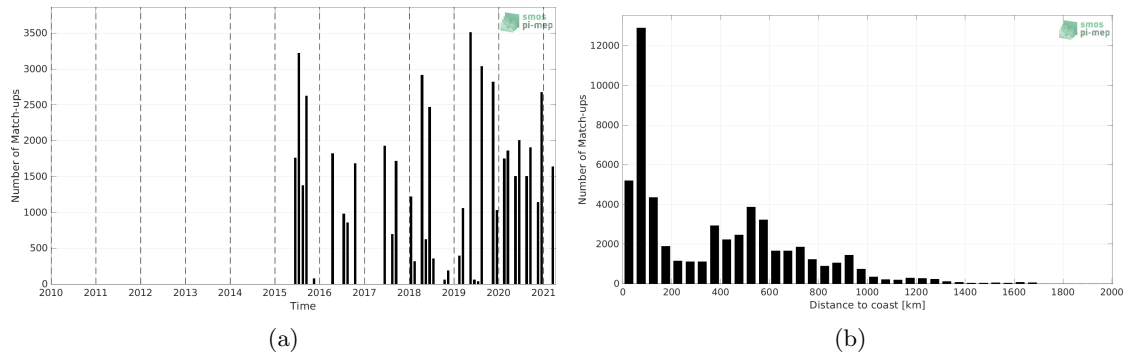 smos
pi-mep
Number of Match-ups
3500
3000
2500
2000
1500
1000
500
0
2010 2011 2012 2013 2014 2015 2016 2017 2018 2019 2020 2021
Time
(a)
smos
pi-mep
Number of Match-ups
12000
10000
8000
6000
4000
2000
0
0 200 400 600 800 1000 1200 1400 1600 1800 2000
Distance to coast [km]
(b)